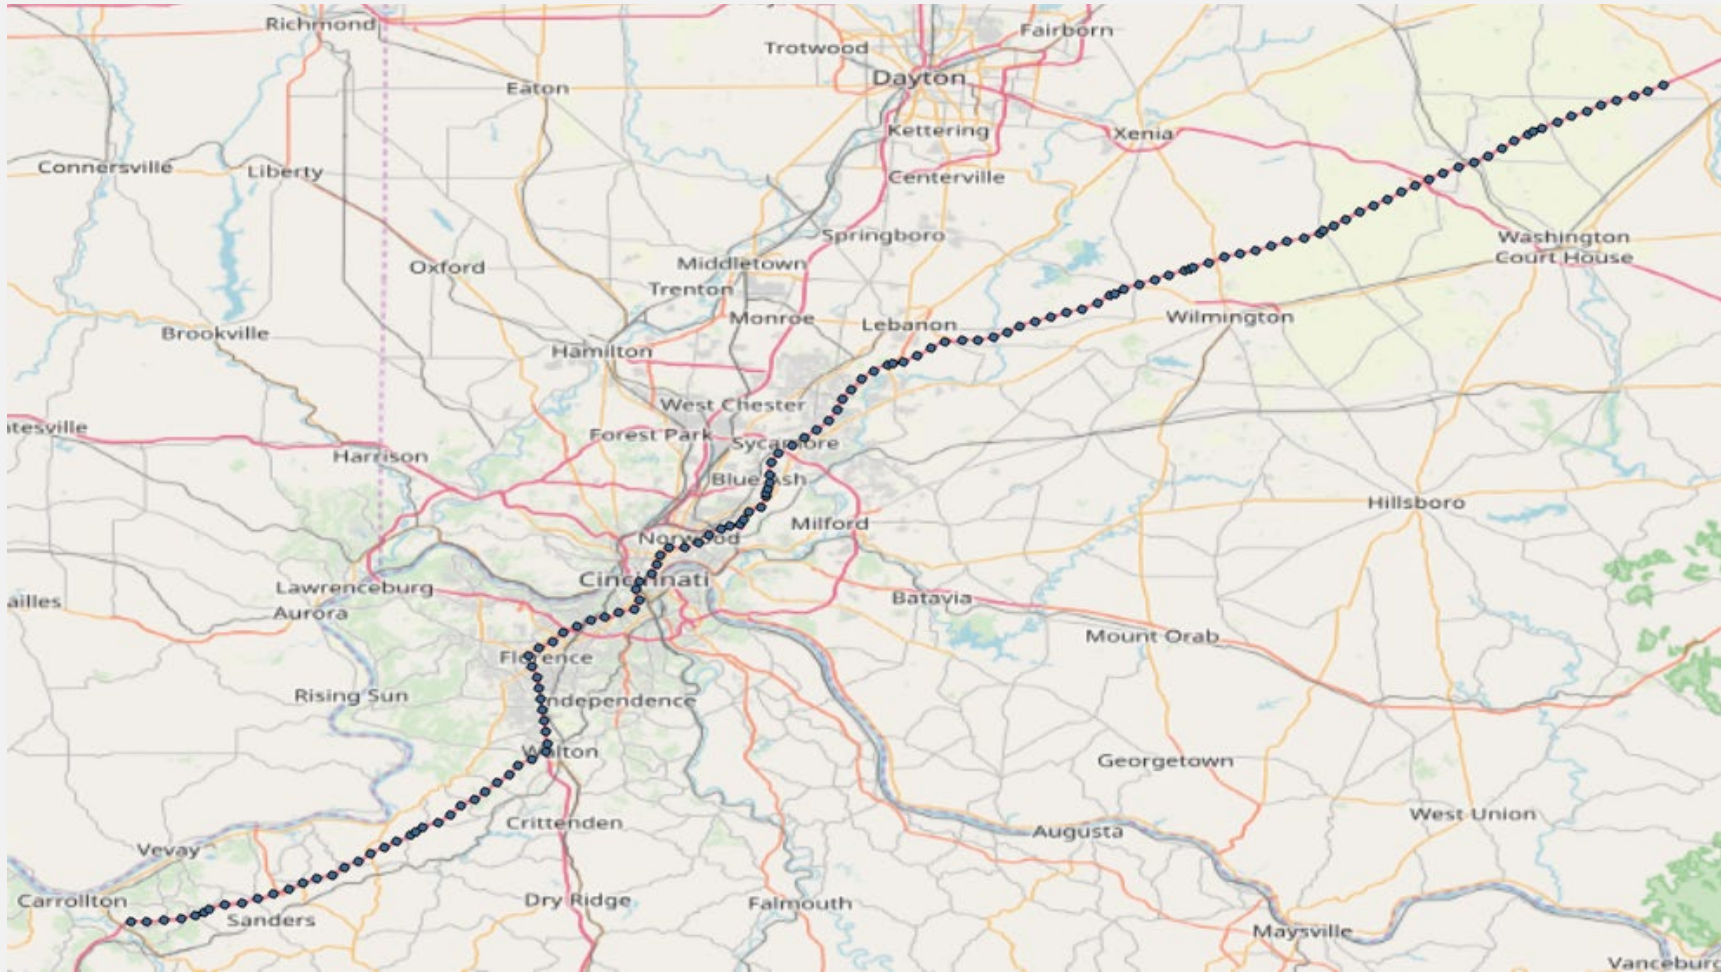 Richmond
Fairborn
Trotwood
Dayton
Eaton
Kettering
Xenia
Connersville
Liberty
Centerville
Springboro
Washington
Court House
Oxford
Middletown
Trenton
Monroe
Lebanon
Wilmington
Brookville
Hamilton
West Chester
atesville
Forest Park
Sycamore
Harrison
Blue Ash
Hillsboro
Milford
Norwood
Cincinnati
Lawrenceburg
ailles
Aurora
Batavia
Mount Orab
Florence
Rising Sun
Independence
Walton
Georgetown
Crittenden
West Union
Augusta
Vevay
Carrollton
Sanders
Dry Ridge
Falmouth
Maysville
Vanceburg